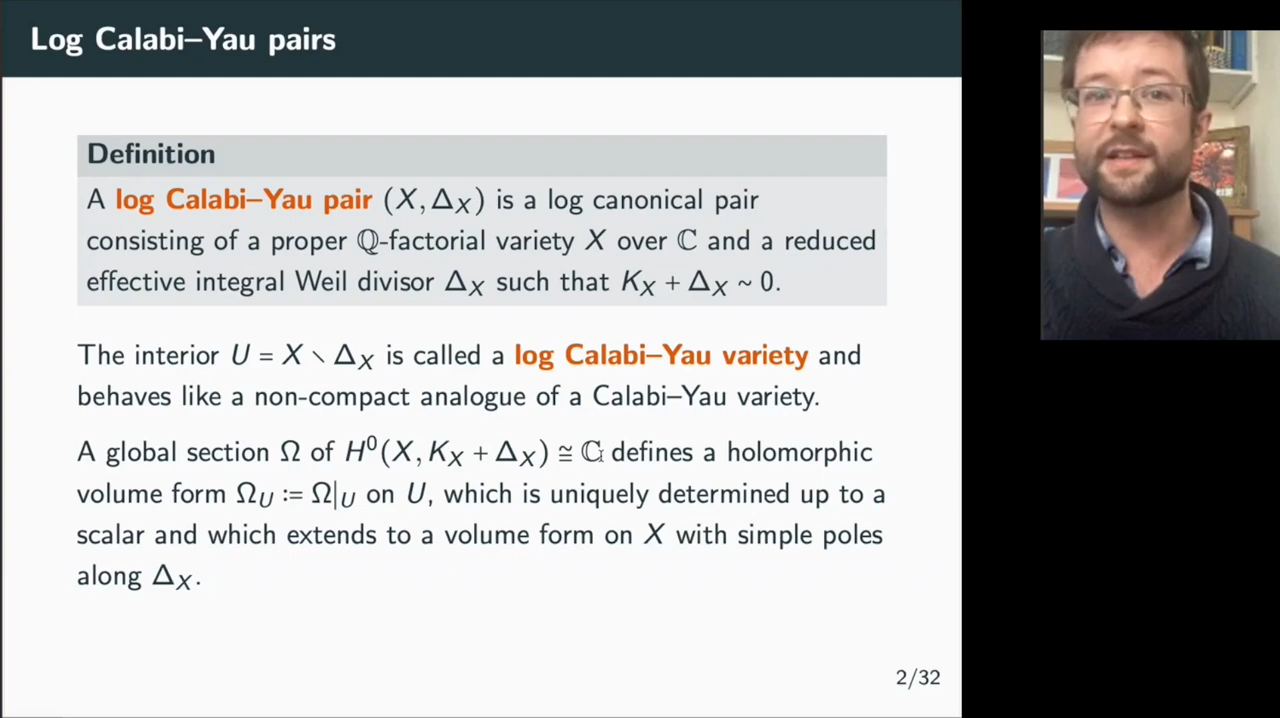 Log Calabi–Yau pairs
Definition
A log Calabi–Yau pair (X, Δ_X) is a log canonical pair
consisting of a proper ℚ-factorial variety X over ℂ and a reduced
effective integral Weil divisor Δ_X such that K_X + Δ_X ~ 0.
The interior U = X ∖ Δ_X is called a log Calabi–Yau variety and
behaves like a non-compact analogue of a Calabi–Yau variety.
A global section Ω of H⁰(X, K_X + Δ_X) ≅ ℂ defines a holomorphic
volume form Ω_U := Ω|_U on U, which is uniquely determined up to a
scalar and which extends to a volume form on X with simple poles
along Δ_X.
2/32